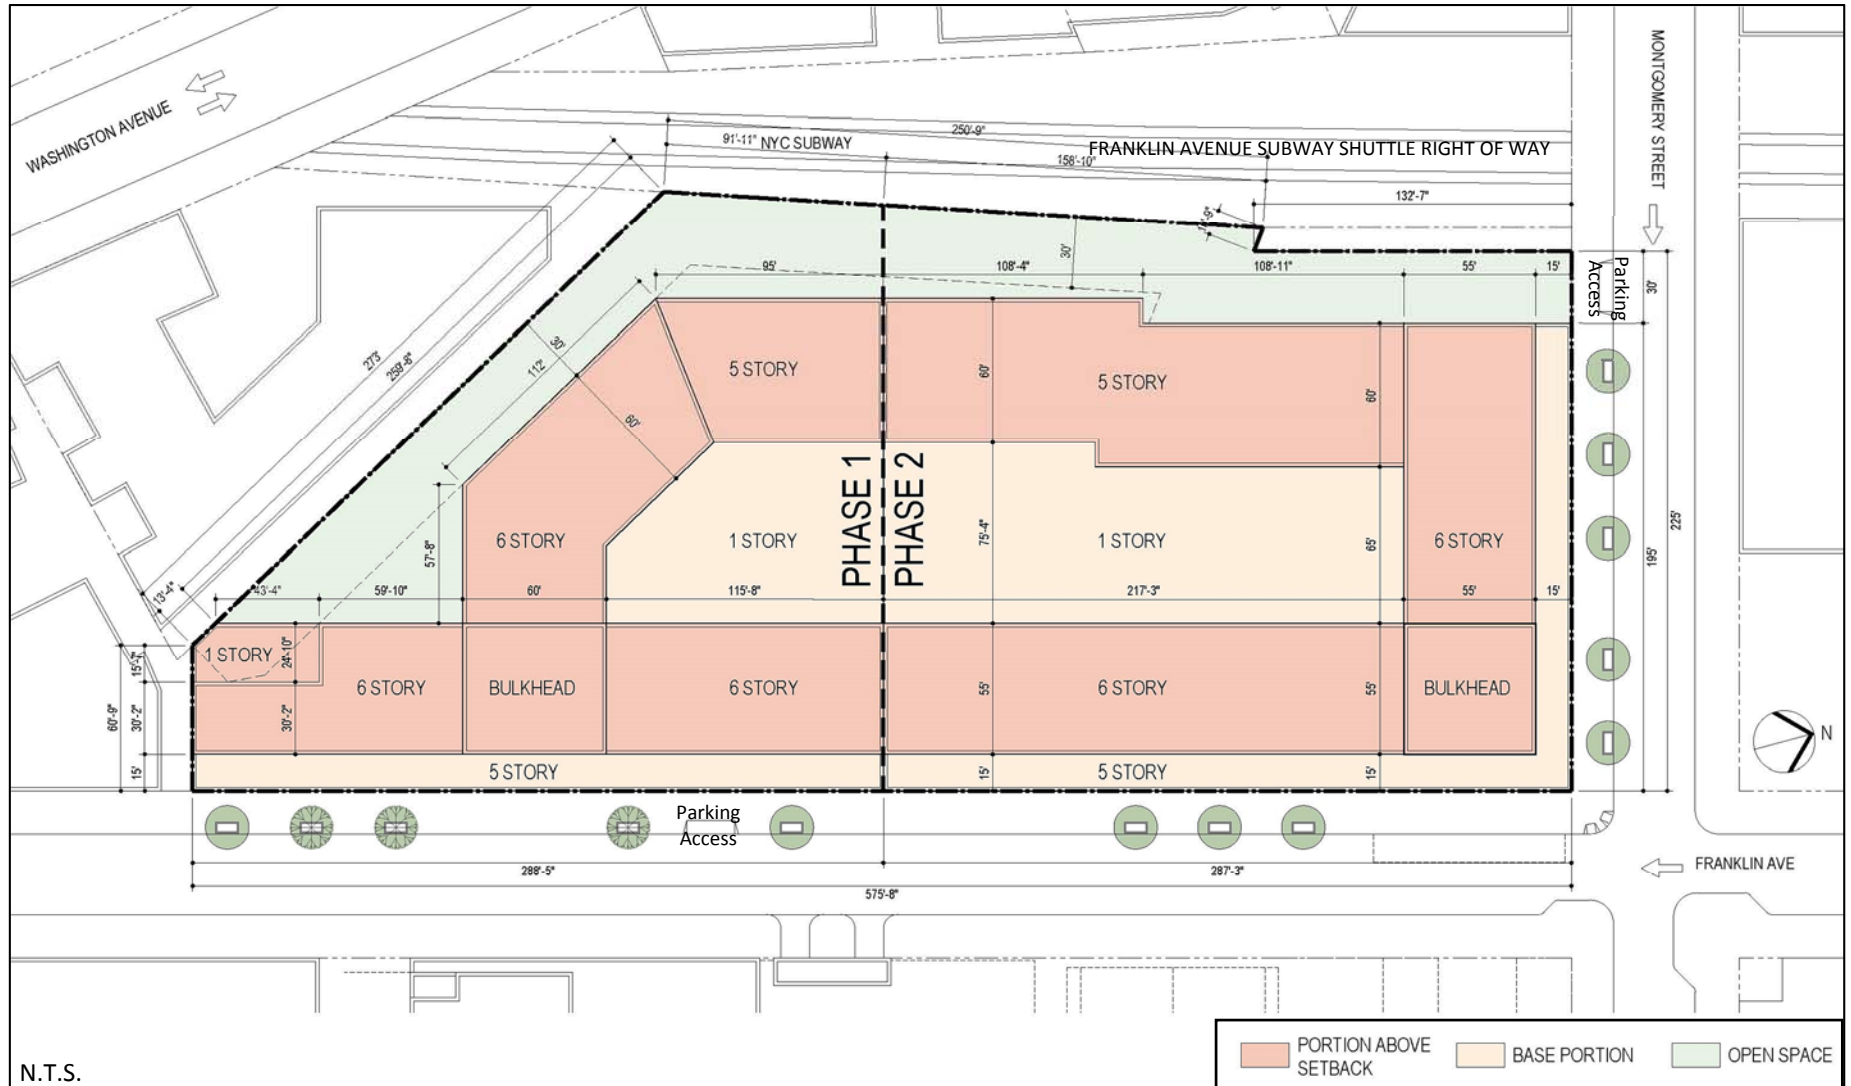 WASHINGTON AVENUE
MONTGOMERY STREET
250'-9"
91'-11"
NYC SUBWAY
FRANKLIN AVENUE SUBWAY SHUTTLE RIGHT OF WAY
158'-10"
132'-7"
30'
95'
108'-4"
108'-11"
55'
15'
Parking
Access
30'
273'
259'-8"
112'
30'
60'
5 STORY
60'
5 STORY
60'
PHASE 1
PHASE 2
57'-8"
6 STORY
1 STORY
75'-4"
1 STORY
65'
6 STORY
195'
225'
13'-4"
43'-4"
59'-10"
60'
115'-8"
217'-3"
55'
15'
1 STORY
24'-10"
15'-7"
60'-9"
30'-2"
30'-2"
15'
6 STORY
BULKHEAD
6 STORY
55'
6 STORY
55'
BULKHEAD
N
5 STORY
15'
5 STORY
15'
Parking
Access
288'-5"
287'-3"
575'-8"
FRANKLIN AVE
PORTION ABOVE
SETBACK
BASE PORTION
OPEN SPACE
N.T.S.